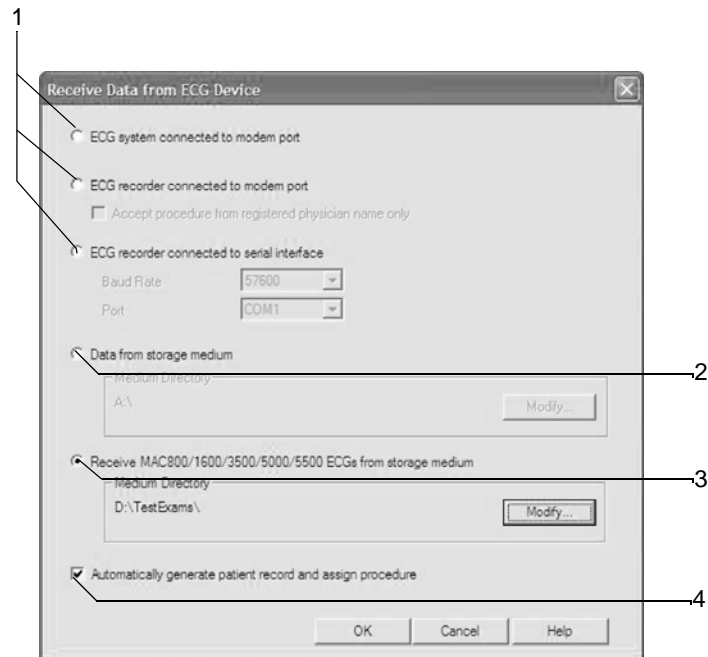 1
Receive Data from ECG Device
ECG system connected to modem port
ECG recorder connected to modem port
Accept procedure from registered physician name only
ECG recorder connected to serial interface
Baud Rate 57600
Port COM1
Data from storage medium
2
Medium Directory
A:\ Modify...
Receive MAC800/1600/3500/5000/5500 ECGs from storage medium
3
Medium Directory
D:\TestExams\ Modify...
Automatically generate patient record and assign procedure
4
OK Cancel Help